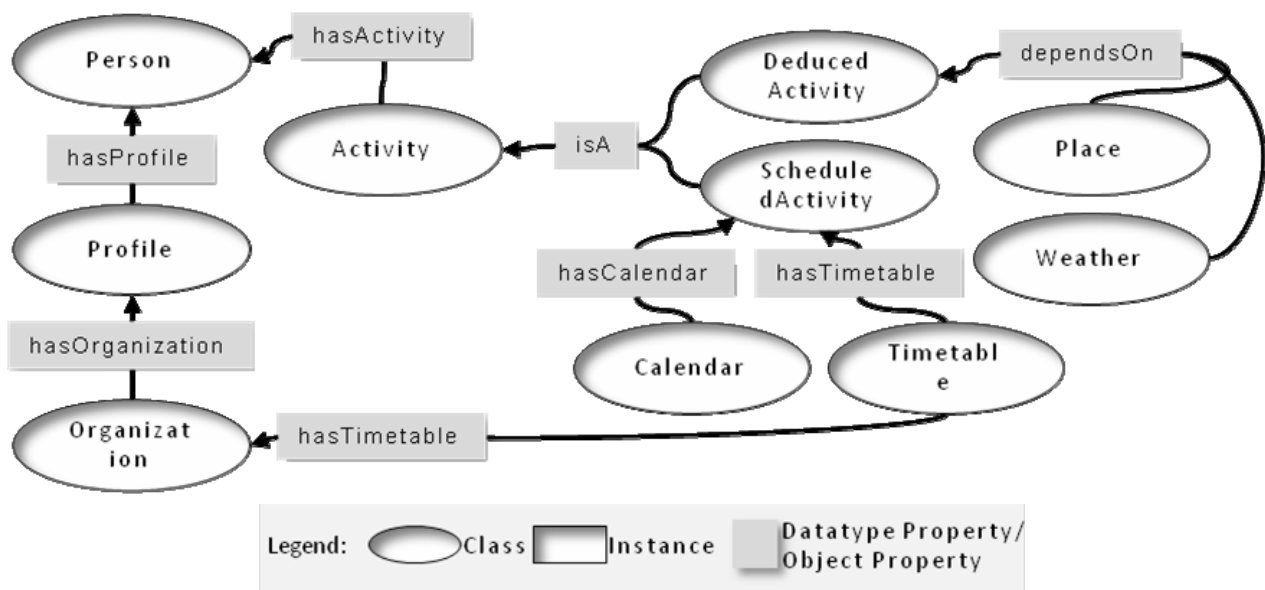 Person
hasActivity
Deduced
Activity
dependsOn
hasProfile
Activity
isA
Place
Schedule
dActivity
Profile
hasCalendar
hasTimetable
Weather
hasOrganization
Calendar
Timetabl
e
Organizat
ion
hasTimetable
Legend:
Class
Instance
Datatype Property/
Object Property